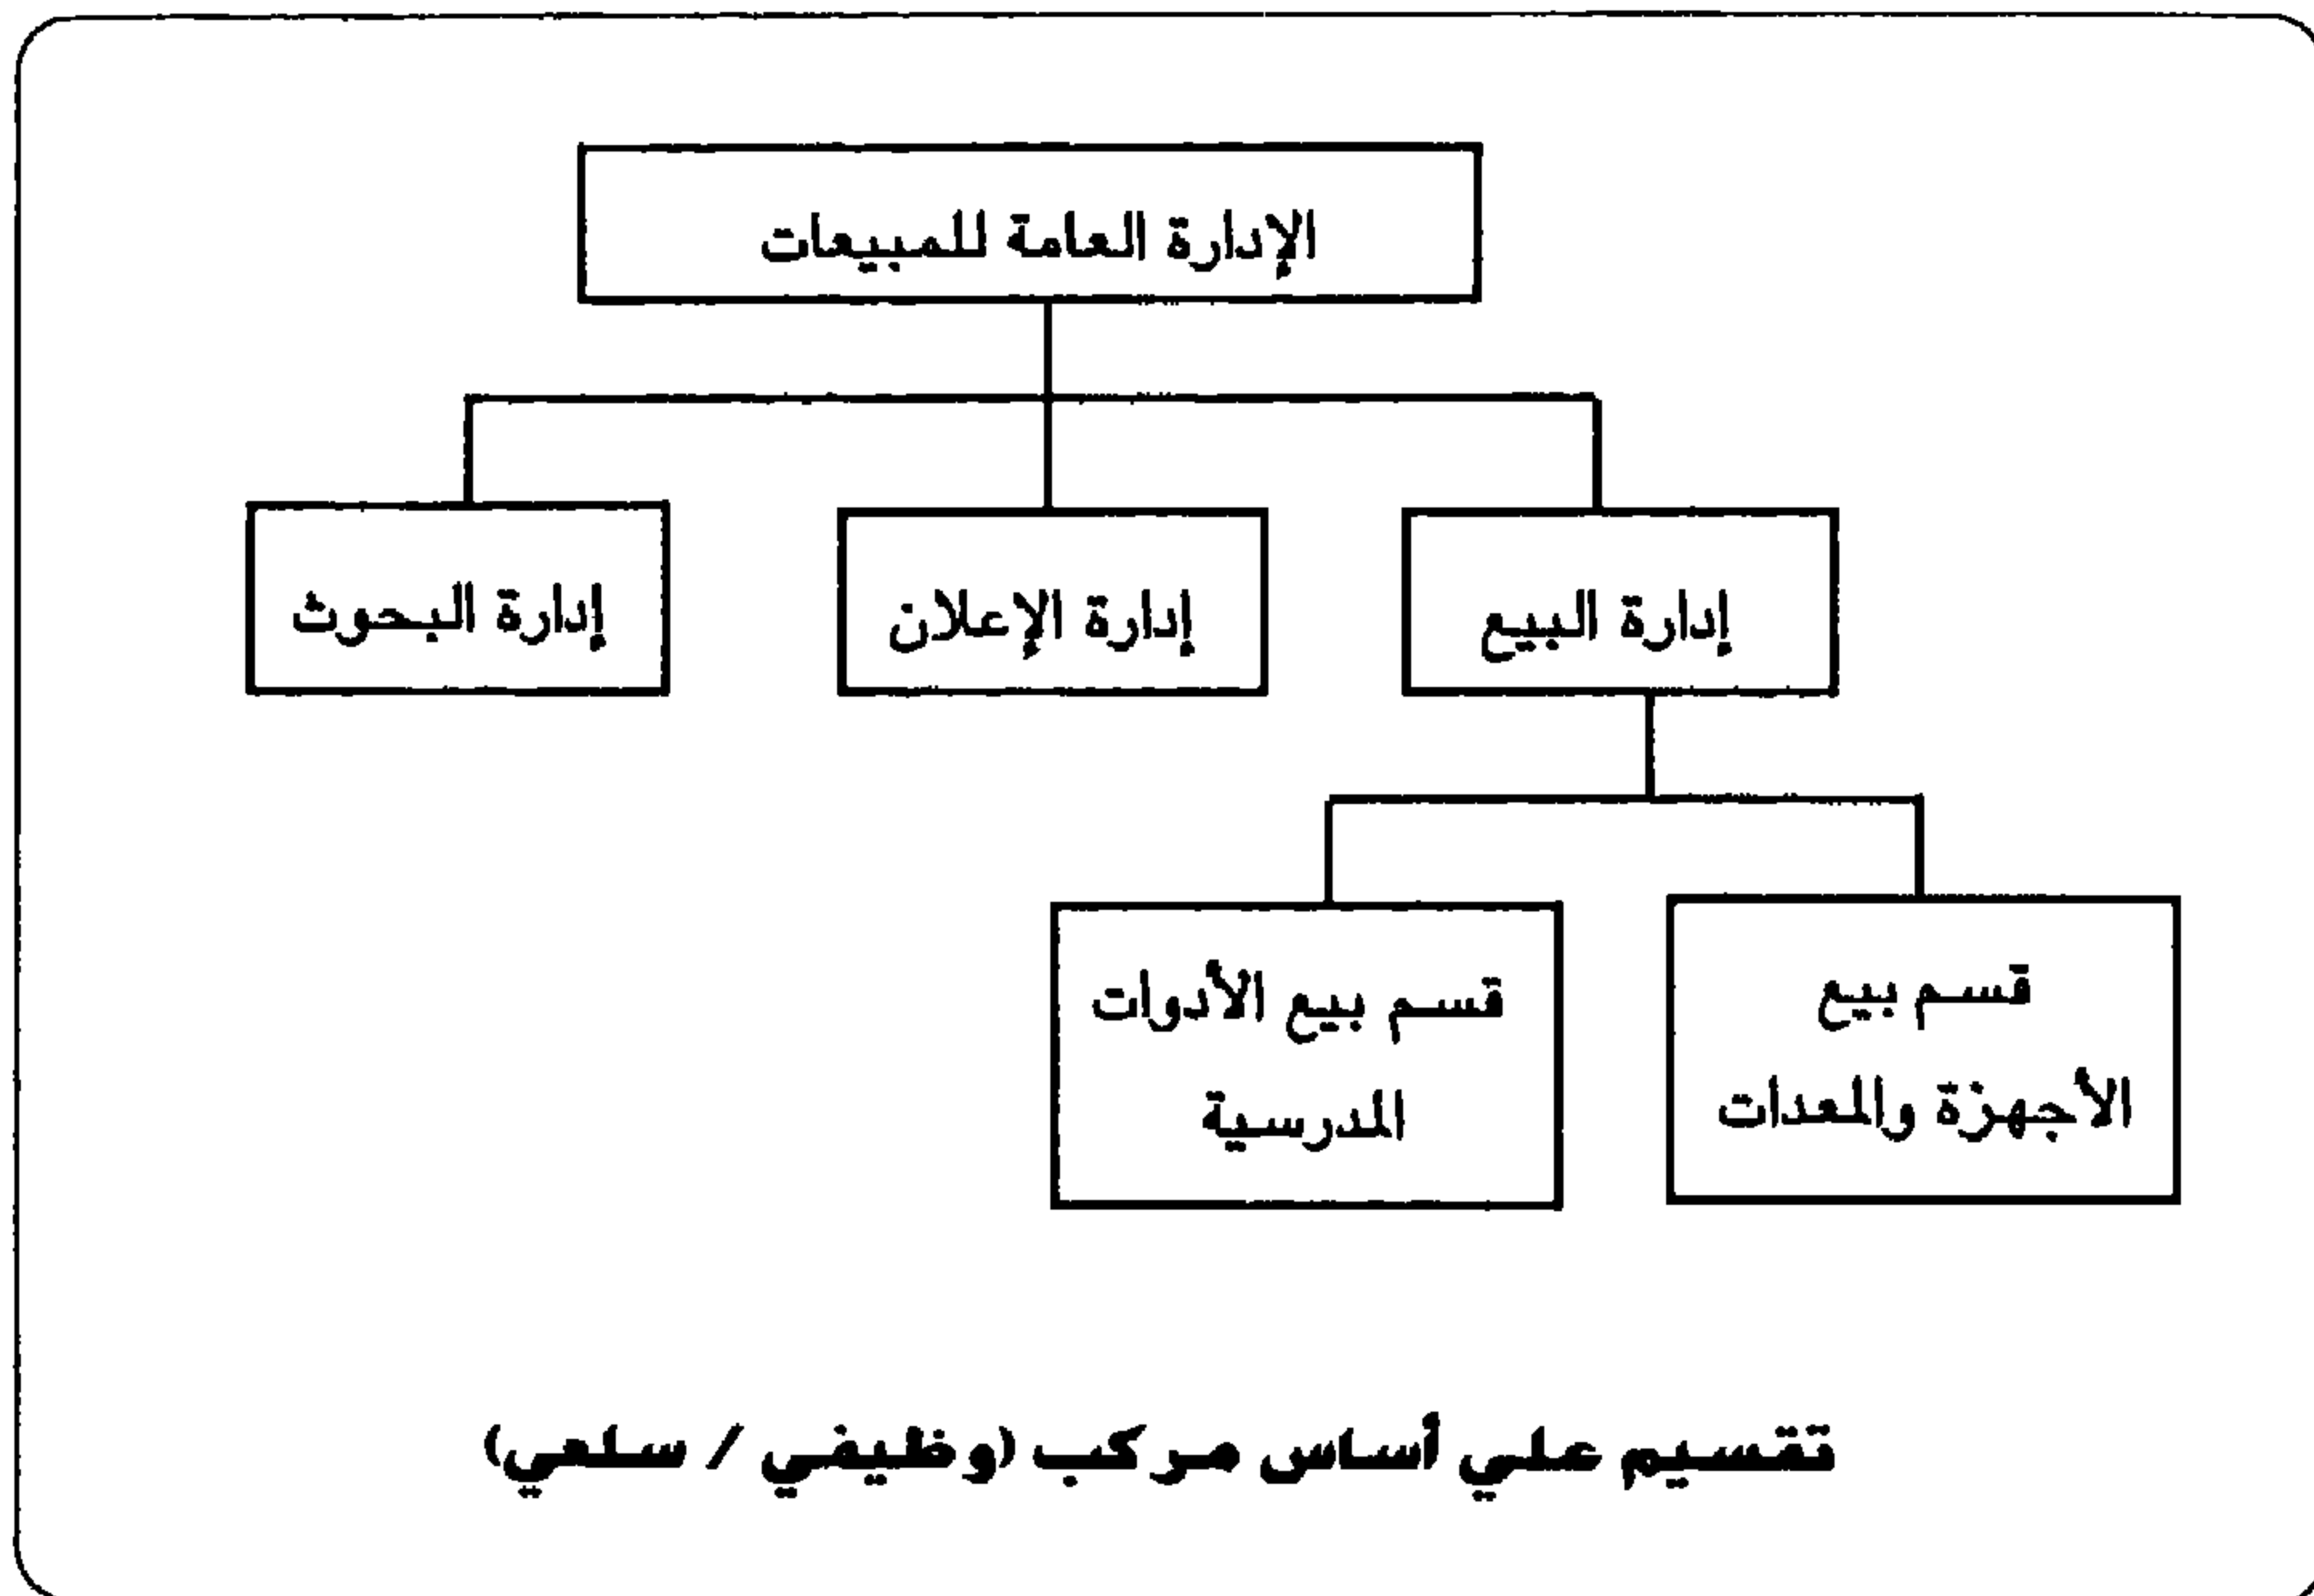 الإدارة العامة للمبيعات
إدارة البيع
إدارة الإعلان
إدارة البحوث
قسم بيع
الأجهزة والمعدات
قسم بيع الأدوات
المدرسية
تقسيم علي أساس مركب (وظيفي / سلعي)